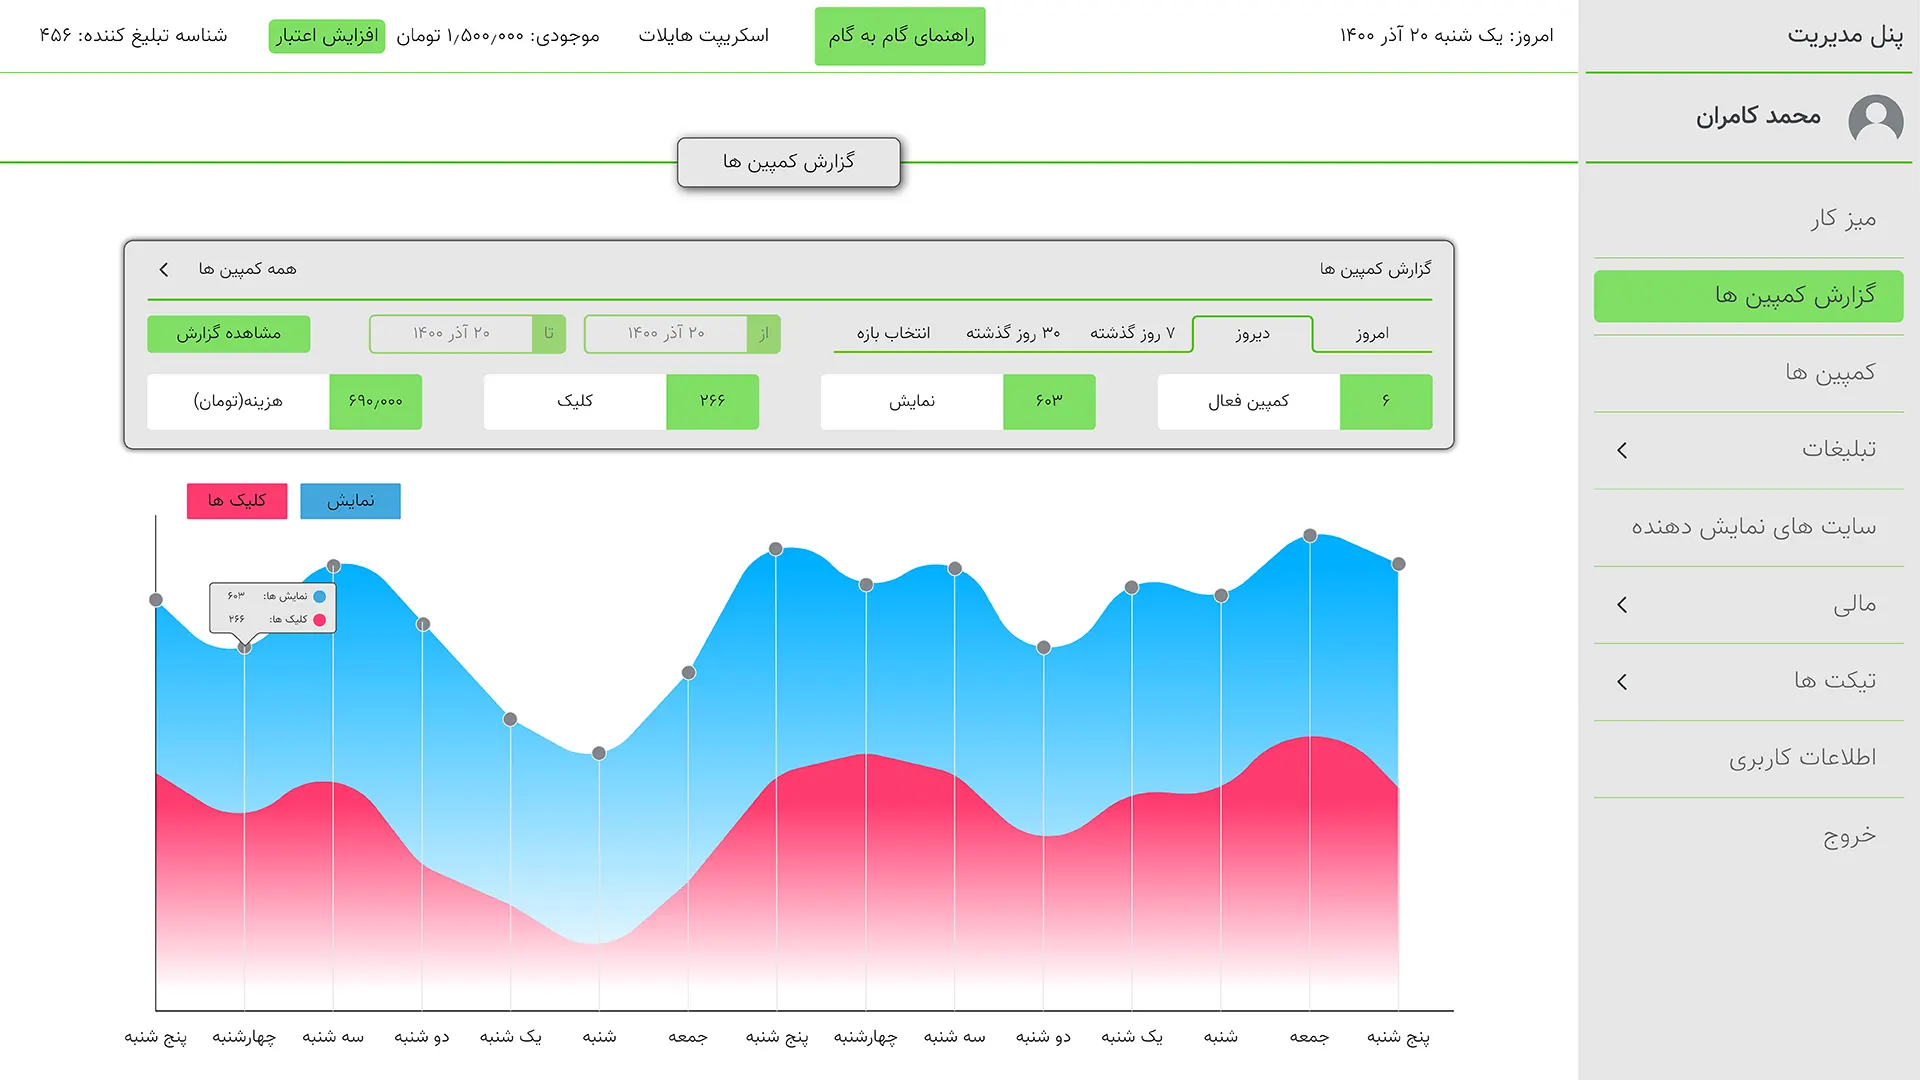 پنل مدیریت
محمد کامران
میز کار
گزارش کمپین ها
کمپین ها
تبلیغات
سایت های نمایش دهنده
مالی
تیکت ها
اطلاعات کاربری
خروج
امروز: یک شنبه ۲۰ آذر ۱۴۰۰
راهنمای گام به گام
اسکریپت هایلات
موجودی: ۱٫۵۰۰٫۰۰۰ تومان
افزایش اعتبار
شناسه تبلیغ کننده: ۴۵۶
گزارش کمپین ها
گزارش کمپین ها
همه کمپین ها
امروز
دیروز
۷ روز گذشته
۳۰ روز گذشته
انتخاب بازه
از
۲۰ آذر ۱۴۰۰
تا
۲۰ آذر ۱۴۰۰
مشاهده گزارش
۶ کمپین فعال
۶۰۳ نمایش
۲۶۶ کلیک
۶۹۰٫۰۰۰ هزینه(تومان)
نمایش
کلیک ها
نمایش ها: ۶۰۳
کلیک ها: ۲۶۶
پنج شنبه
جمعه
شنبه
یک شنبه
دو شنبه
سه شنبه
چهارشنبه
پنج شنبه
جمعه
شنبه
یک شنبه
دو شنبه
سه شنبه
چهارشنبه
پنج شنبه